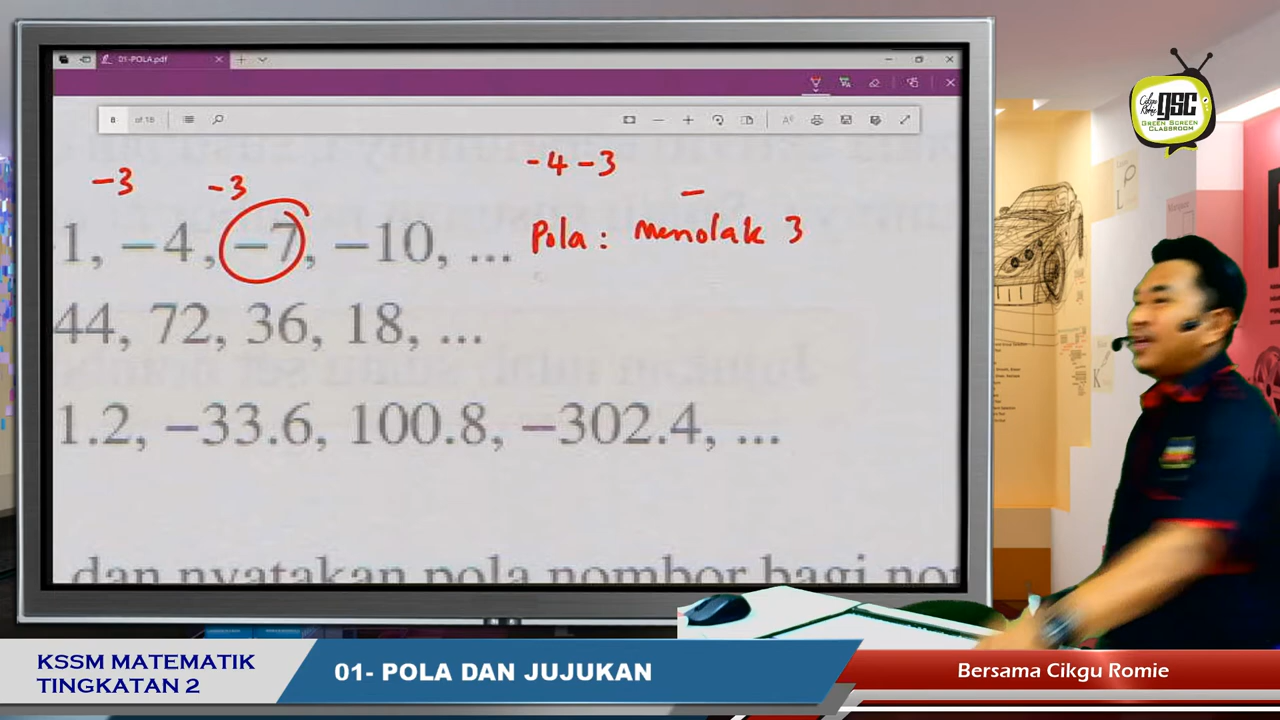 01-POLA.pdf
8 of 18
-4 -3
-3 -3
-
1, −4, −7, −10, ... Pola : Menolak 3
44, 72, 36, 18, ...
1.2, −33.6, 100.8, −302.4, ...
dan nyatakan pola nombor bagi
Cikgu Romie gsc
GREEN SCREEN
CLASSROOM
KSSM MATEMATIK
TINGKATAN 2
01- POLA DAN JUJUKAN
Bersama Cikgu Romie